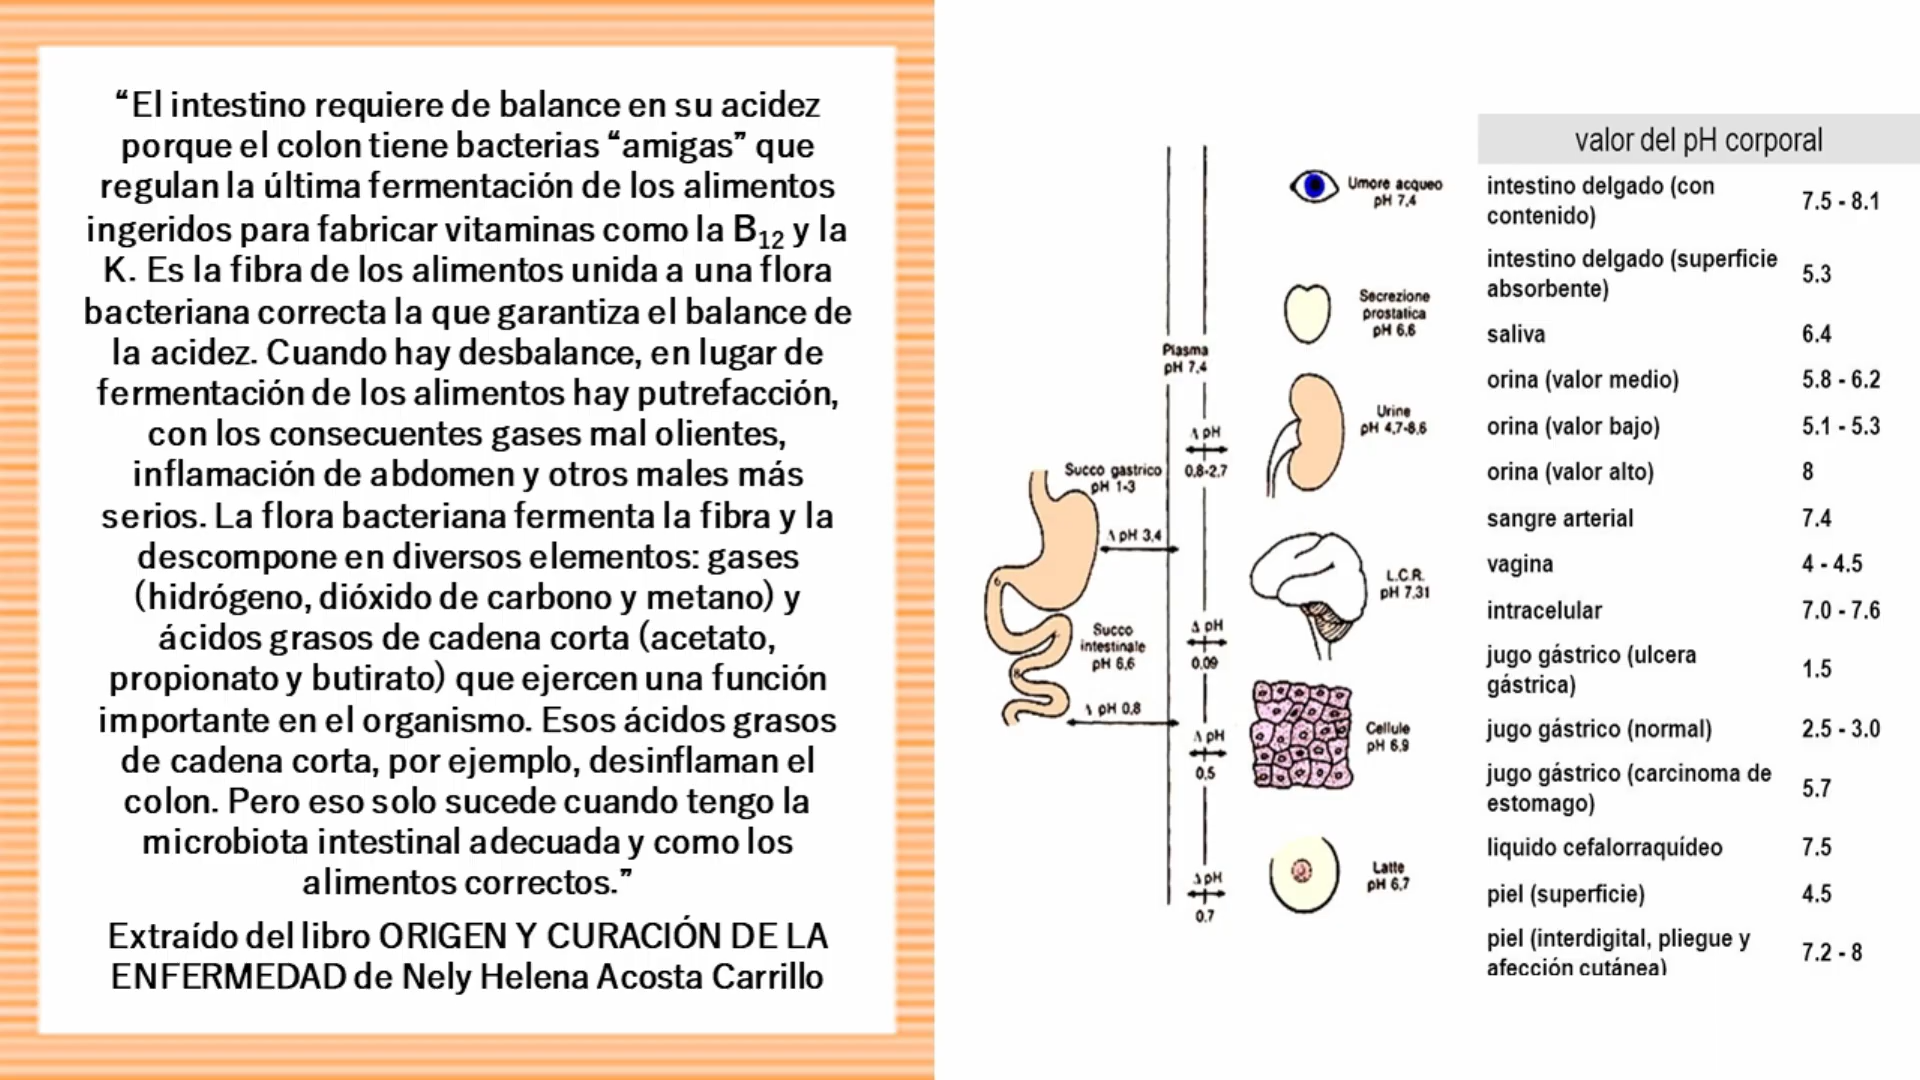 “El intestino requiere de balance en su acidez
porque el colon tiene bacterias “amigas” que
regulan la última fermentación de los alimentos
ingeridos para fabricar vitaminas como la B₁₂ y la
K. Es la fibra de los alimentos unida a una flora
bacteriana correcta la que garantiza el balance de
la acidez. Cuando hay desbalance, en lugar de
fermentación de los alimentos hay putrefacción,
con los consecuentes gases mal olientes,
inflamación de abdomen y otros males más
serios. La flora bacteriana fermenta la fibra y la
descompone en diversos elementos: gases
(hidrógeno, dióxido de carbono y metano) y
ácidos grasos de cadena corta (acetato,
propionato y butirato) que ejercen una función
importante en el organismo. Esos ácidos grasos
de cadena corta, por ejemplo, desinflaman el
colon. Pero eso solo sucede cuando tengo la
microbiota intestinal adecuada y como los
alimentos correctos.”
Extraído del libro ORIGEN Y CURACIÓN DE LA
ENFERMEDAD de Nely Helena Acosta Carrillo
Umore acqueo
pH 7,4
Secrezione
prostatica
pH 6,6
Plasma
pH 7,4
Urine
pH 4,7-8,6
Δ pH
0,8-2,7
Succo gastrico
pH 1-3
Δ pH 3,4
6
L.C.R.
pH 7,31
Δ pH
0,09
Succo
intestinale
pH 6,6
8
Δ pH 0,8
Cellule
pH 6,9
Δ pH
0,5
Latte
pH 6,7
Δ pH
0,7
valor del pH corporal
intestino delgado (con
contenido) 7.5 - 8.1
intestino delgado (superficie
absorbente) 5.3
saliva 6.4
orina (valor medio) 5.8 - 6.2
orina (valor bajo) 5.1 - 5.3
orina (valor alto) 8
sangre arterial 7.4
vagina 4 - 4.5
intracelular 7.0 - 7.6
jugo gástrico (ulcera
gástrica) 1.5
jugo gástrico (normal) 2.5 - 3.0
jugo gástrico (carcinoma de
estomago) 5.7
liquido cefalorraquídeo 7.5
piel (superficie) 4.5
piel (interdigital, pliegue y
afección cutánea) 7.2 - 8